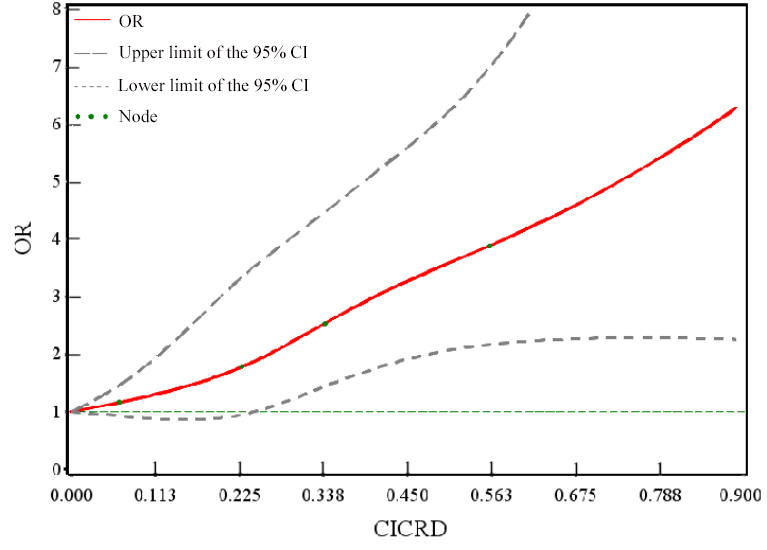 8
7
6
5
4
3
2
1
0
OR
Upper limit of the 95% CI
Lower limit of the 95% CI
Node
OR
0.000 0.113 0.225 0.338 0.450 0.563 0.675 0.788 0.900
CICRD